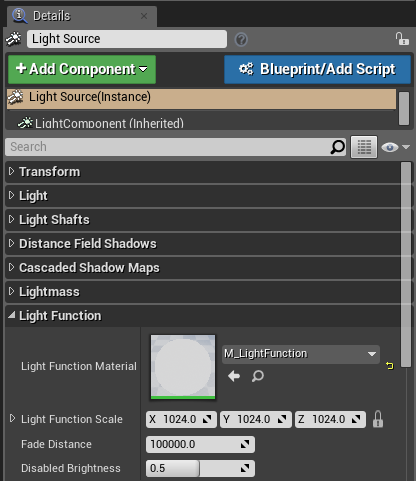 Details
Light Source
+ Add Component
Blueprint/Add Script
Light Source(Instance)
LightComponent (Inherited)
Search
Transform
Light
Light Shafts
Distance Field Shadows
Cascaded Shadow Maps
Lightmass
Light Function
Light Function Material
M_LightFunction
Light Function Scale X 1024.0 Y 1024.0 Z 1024.0
Fade Distance 100000.0
Disabled Brightness 0.5